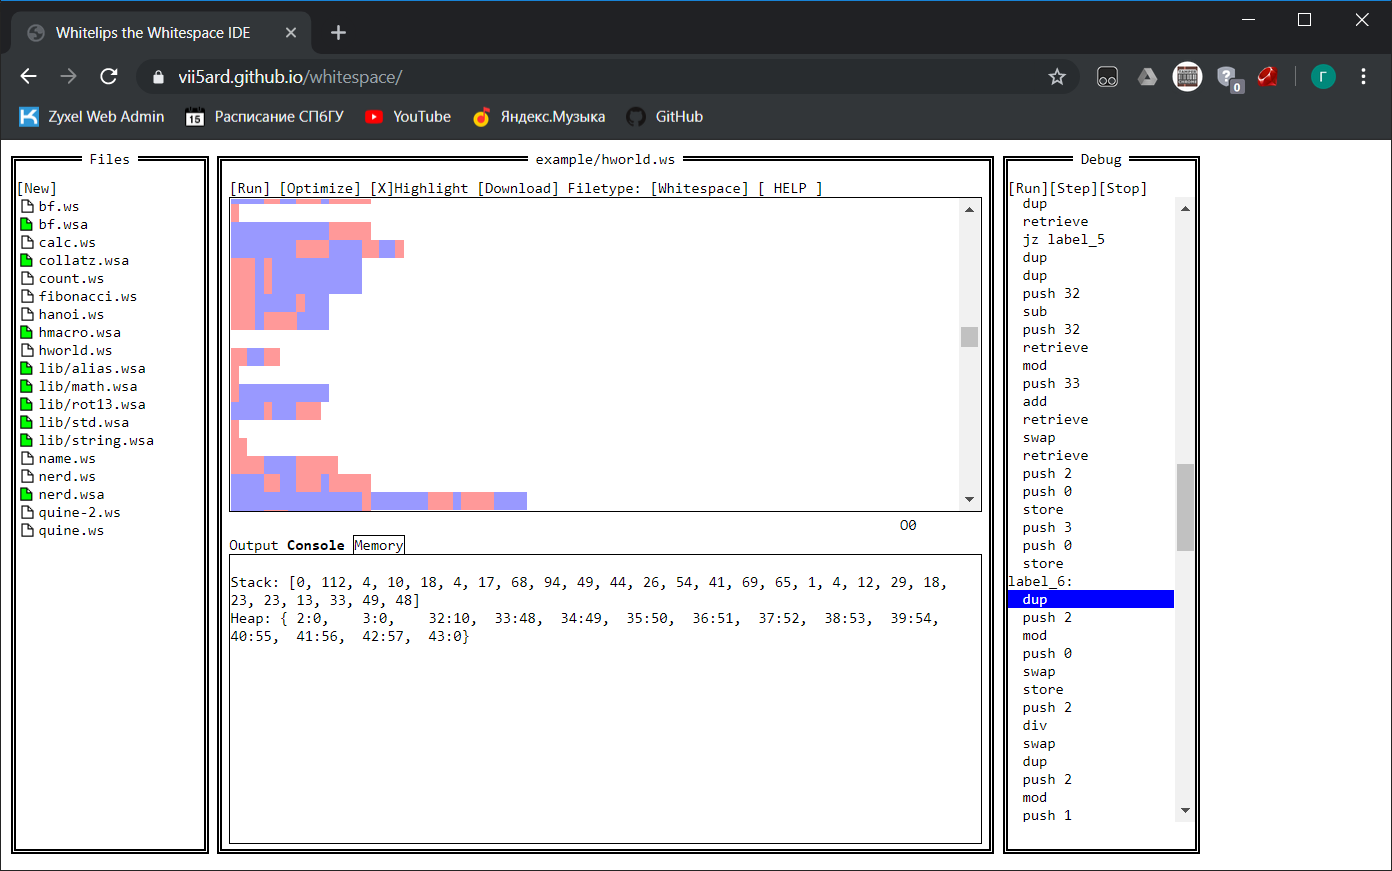 Whitelips the Whitespace IDE
vii5ard.github.io/whitespace/
0
г
Zyxel Web Admin
15
Расписание СПбГУ
YouTube
Яндекс.Музыка
GitHub
Files
[New]
bf.ws
bf.wsa
calc.ws
collatz.wsa
count.ws
fibonacci.ws
hanoi.ws
hmacro.wsa
hworld.ws
lib/alias.wsa
lib/math.wsa
lib/rot13.wsa
lib/std.wsa
lib/string.wsa
name.ws
nerd.ws
nerd.wsa
quine-2.ws
quine.ws
example/hworld.ws
[Run] [Optimize] [X]Highlight [Download] Filetype: [Whitespace] [ HELP ]
O0
Output Console Memory
Stack: [0, 112, 4, 10, 18, 4, 17, 68, 94, 49, 44, 26, 54, 41, 69, 65, 1, 4, 12, 29, 18,
23, 23, 13, 33, 49, 48]
Heap: { 2:0, 3:0, 32:10, 33:48, 34:49, 35:50, 36:51, 37:52, 38:53, 39:54,
40:55, 41:56, 42:57, 43:0}
Debug
[Run][Step][Stop]
dup
retrieve
jz label_5
dup
dup
push 32
sub
push 32
retrieve
mod
push 33
add
retrieve
swap
retrieve
push 2
push 0
store
push 3
push 0
store
label_6:
dup
push 2
mod
push 0
swap
store
push 2
div
swap
dup
push 2
mod
push 1